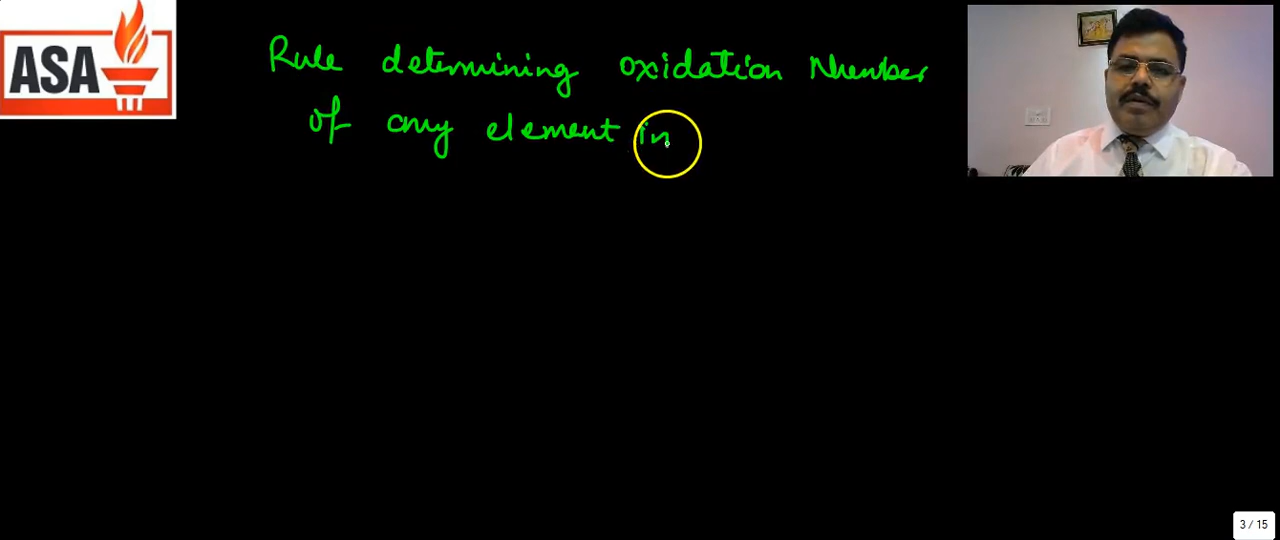 ASA
Rule determining oxidation Number
of any element in
3 / 15